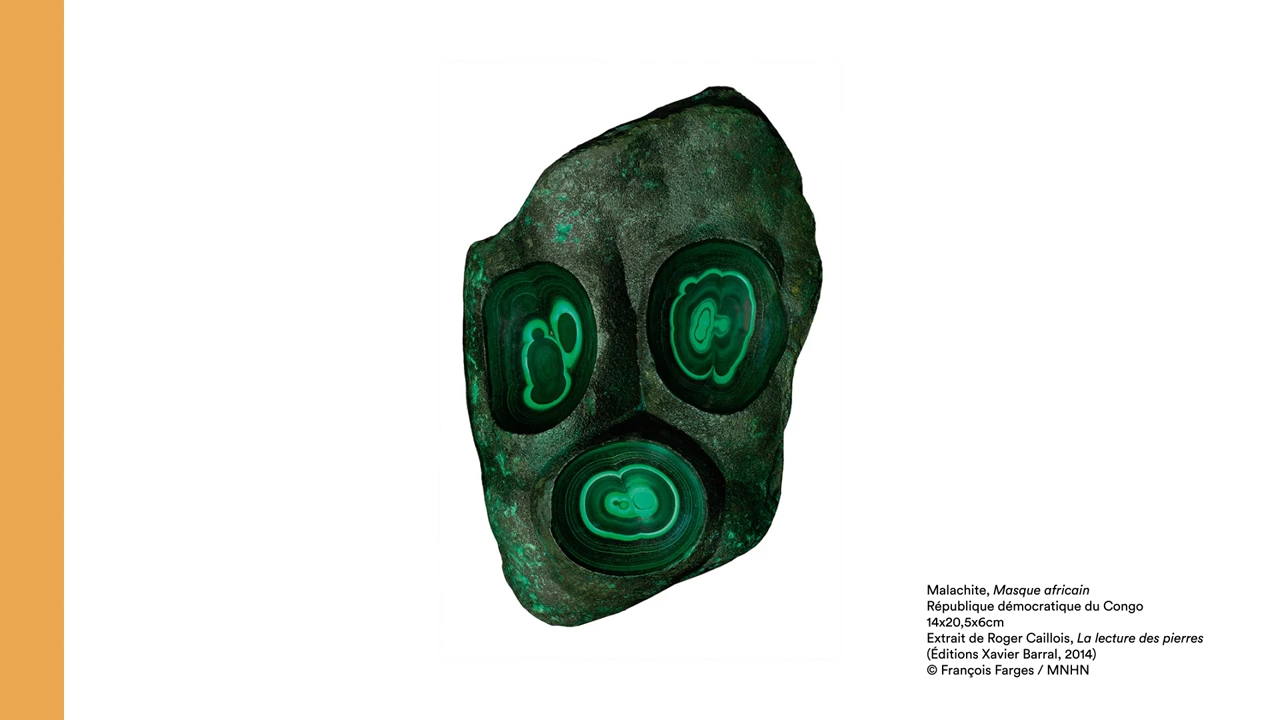 Malachite, Masque africain
République démocratique du Congo
14x20,5x6cm
Extrait de Roger Caillois, La lecture des pierres
(Éditions Xavier Barral, 2014)
© François Farges / MNHN